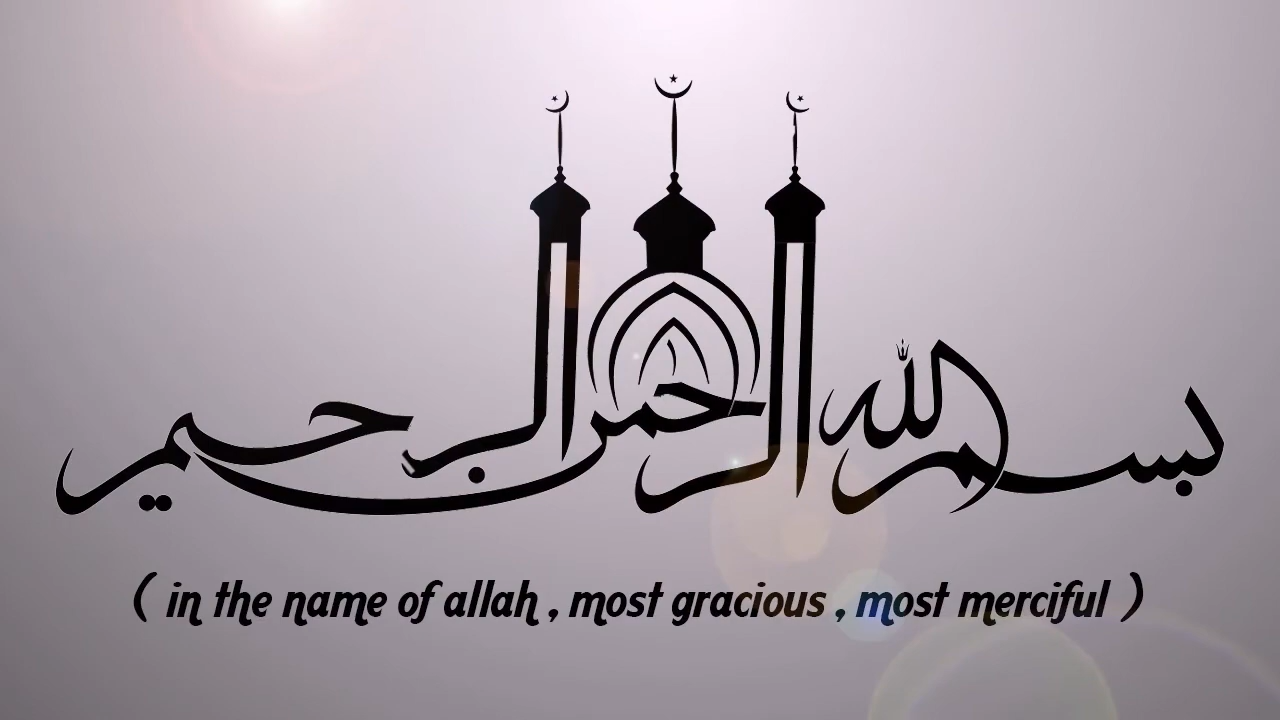 بسم الله الرحمن الرحيم
( in the name of allah , most gracious , most merciful )